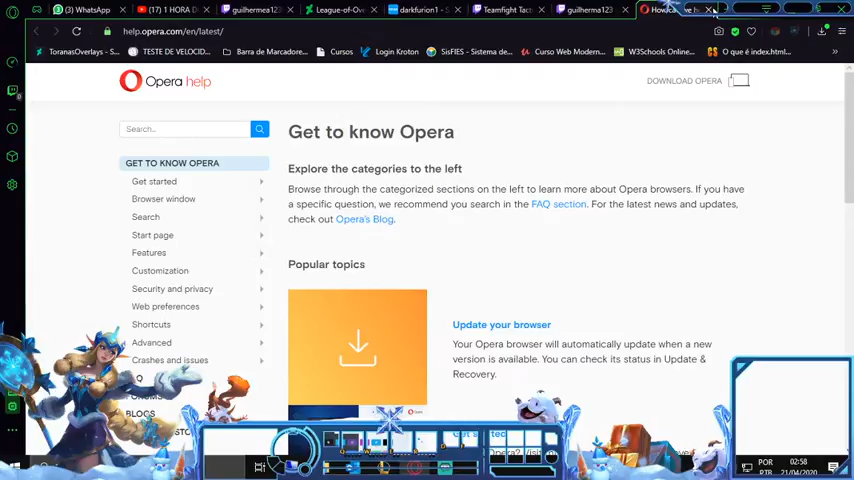 (3) WhatsApp
(17) 1 HORA D
guilhermea123
League-of-Ov
darkfurion1 - S
Teamfight Tact
guilhermea123
help.opera.com/en/latest/
ToranasOverlays - S...
TESTE DE VELOCID...
Barra de Marcadore...
Cursos
Login Kroton
SisFIES - Sistema de...
Curso Web Modern...
W3Schools Online...
O que é index.html...
Opera help
DOWNLOAD OPERA
Search...
Get to know Opera
GET TO KNOW OPERA
Explore the categories to the left
Get started
Browse through the categorized sections on the left to learn more about Opera browsers. If you have
Browser window
a specific question, we recommend you search in the FAQ section. For the latest news and updates,
Search
check out Opera's Blog.
Start page
Features
Popular topics
Customization
Security and privacy
Web preferences
Shortcuts
Update your browser
Advanced
Your Opera browser will automatically update when a new
Crashes and issues
version is available. You can check its status in Update &
Recovery.
BLOGS
POR
PTB
02:58
21/04/2020